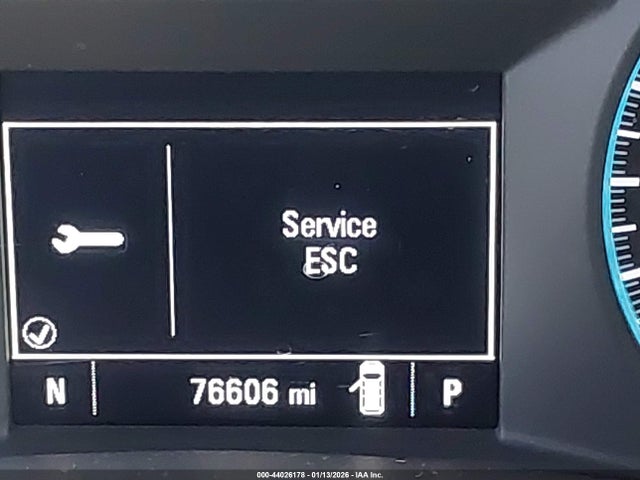 Service
ESC
N 76606 mi P
000-44026178 - 01/13/2026 - IAA Inc.